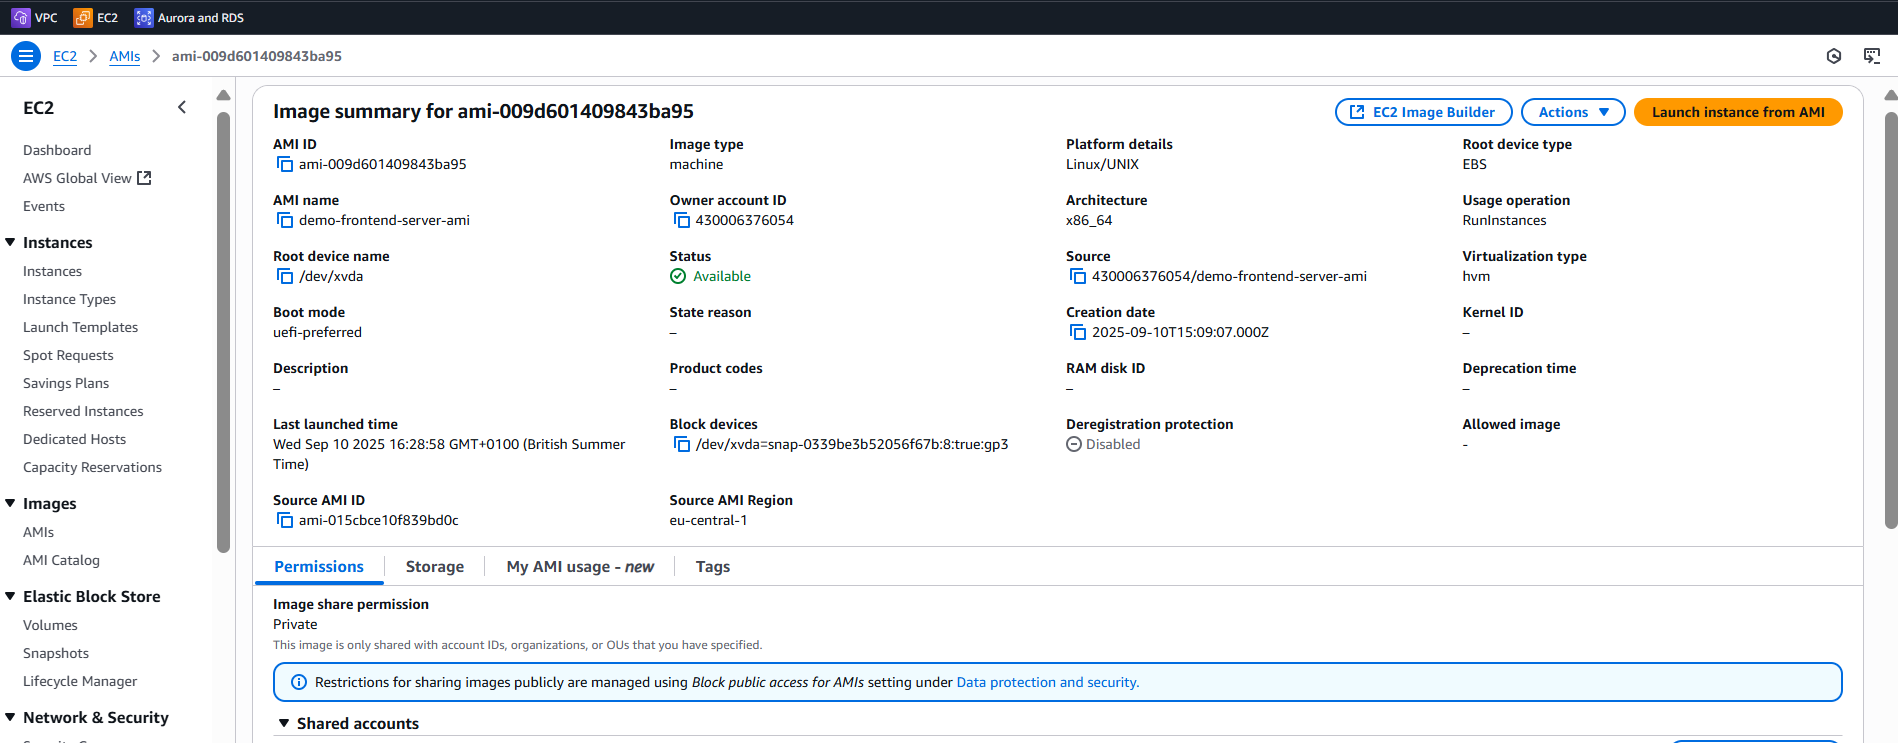 VPC EC2 Aurora and RDS
EC2 AMIs ami-009d601409843ba95
EC2
Dashboard
AWS Global View
Events
Instances
Instances
Instance Types
Launch Templates
Spot Requests
Savings Plans
Reserved Instances
Dedicated Hosts
Capacity Reservations
Images
AMIs
AMI Catalog
Elastic Block Store
Volumes
Snapshots
Lifecycle Manager
Network & Security
Image summary for ami-009d601409843ba95
EC2 Image Builder Actions Launch instance from AMI
AMI ID
ami-009d601409843ba95
Image type
machine
Platform details
Linux/UNIX
Root device type
EBS
AMI name
demo-frontend-server-ami
Owner account ID
430006376054
Architecture
x86_64
Usage operation
RunInstances
Root device name
/dev/xvda
Status
Available
Source
430006376054/demo-frontend-server-ami
Virtualization type
hvm
Boot mode
uefi-preferred
State reason
–
Creation date
2025-09-10T15:09:07.000Z
Kernel ID
–
Description
–
Product codes
–
RAM disk ID
–
Deprecation time
–
Last launched time
Wed Sep 10 2025 16:28:58 GMT+0100 (British Summer
Time)
Block devices
/dev/xvda=snap-0339be3b52056f67b:8:true:gp3
Deregistration protection
Disabled
Allowed image
-
Source AMI ID
ami-015cbce10f839bd0c
Source AMI Region
eu-central-1
Permissions Storage My AMI usage - new Tags
Image share permission
Private
This image is only shared with account IDs, organizations, or OUs that you have specified.
Restrictions for sharing images publicly are managed using Block public access for AMIs setting under Data protection and security.
Shared accounts